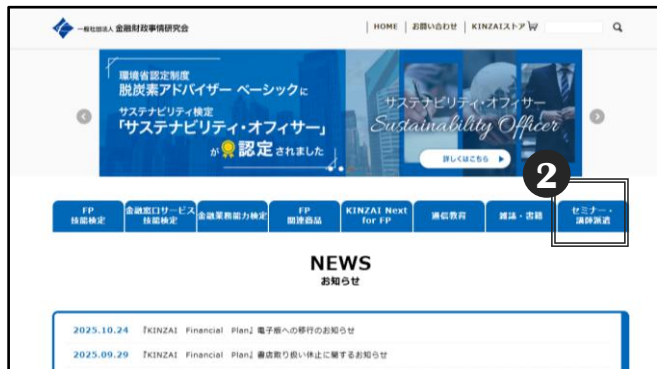 一般社団法人 金融財政事情研究会
HOME | お問い合わせ | KINZAIストア
環境省認定制度
脱炭素アドバイザー ベーシックに
サステナビリティ検定
「サステナビリティ・オフィサー」
が 認定 されました
サステナビリティ・オフィサー
Sustainability Officer
詳しくはこちら
2
FP
技能検定
金融窓口サービス
技能検定
金融業務能力検定
FP
関連商品
KINZAI Next
for FP
通信教育
雑誌・書籍
セミナー・
講師派遣
NEWS
お知らせ
2025.10.24 『KINZAI Financial Plan』電子版への移行のお知らせ
2025.09.29 『KINZAI Financial Plan』書店取り扱い休止に関するお知らせ